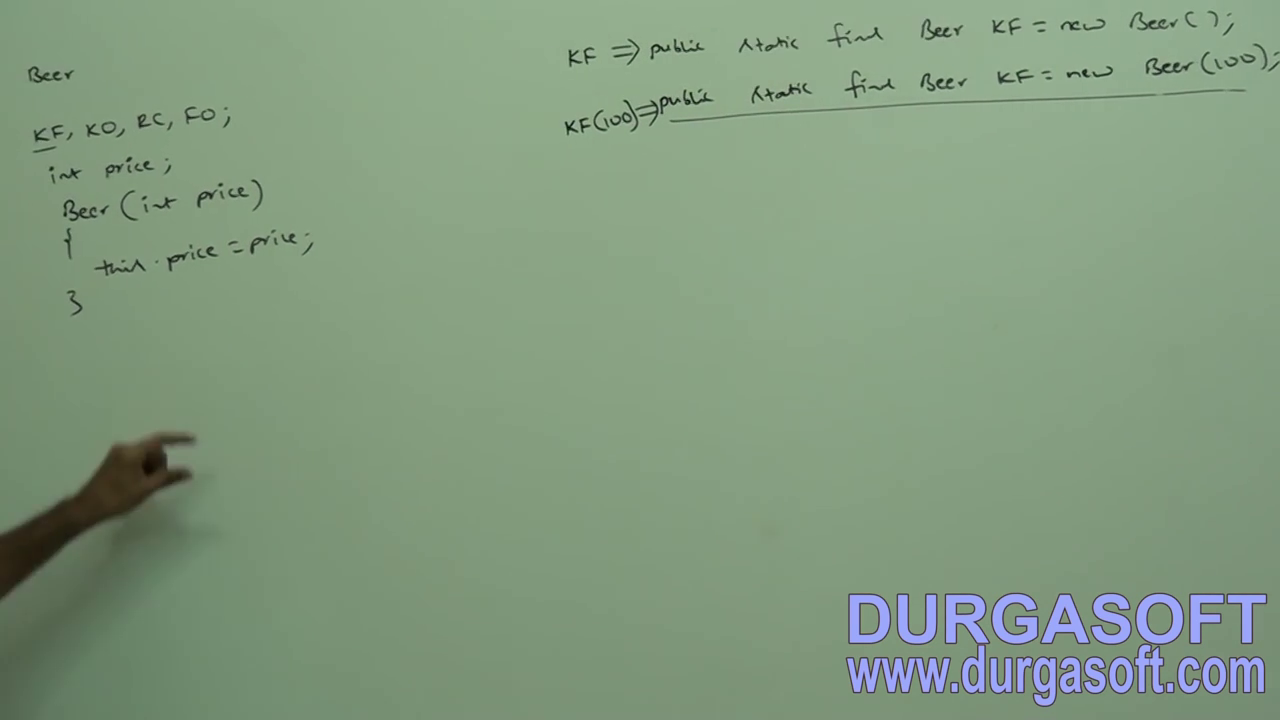 Beer
KF, KO, RC, FO;
int price;
Beer (int price)
{
this.price = price;
}
KF => public static final Beer KF = new Beer();
KF(100) => public static final Beer KF = new Beer(100);
DURGASOFT
www.durgasoft.com